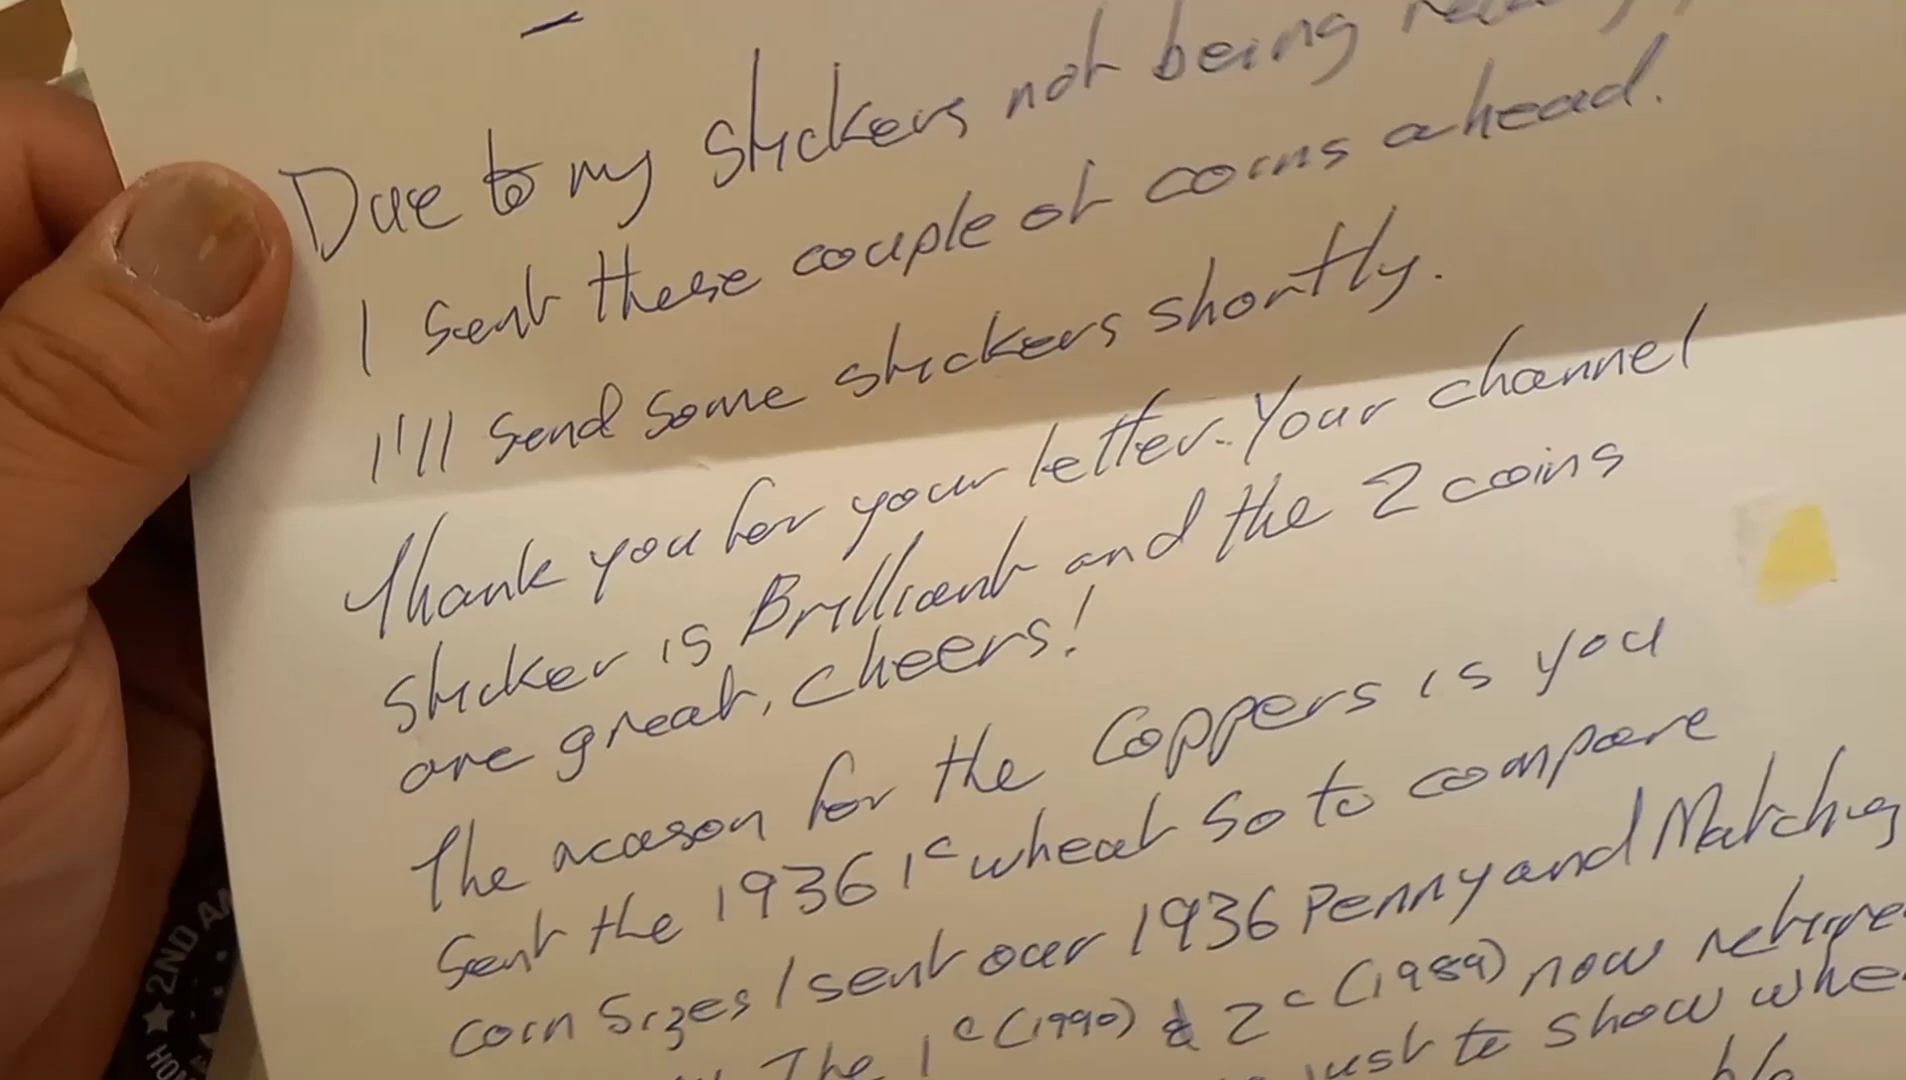 Due to my stickers not being
I sent these couple of coins ahead.
I'll send some stickers shortly.
Thank you for your letter. Your channel
sticker is Brilliant and the 2 coins
are great, cheers!
The reason for the Coppers is you
sent the 1936 1c wheat so to compare
coin sizes I sent our 1936 Penny and Matching
The 1c (1990) & 2c (1989) now
just to show
2ND